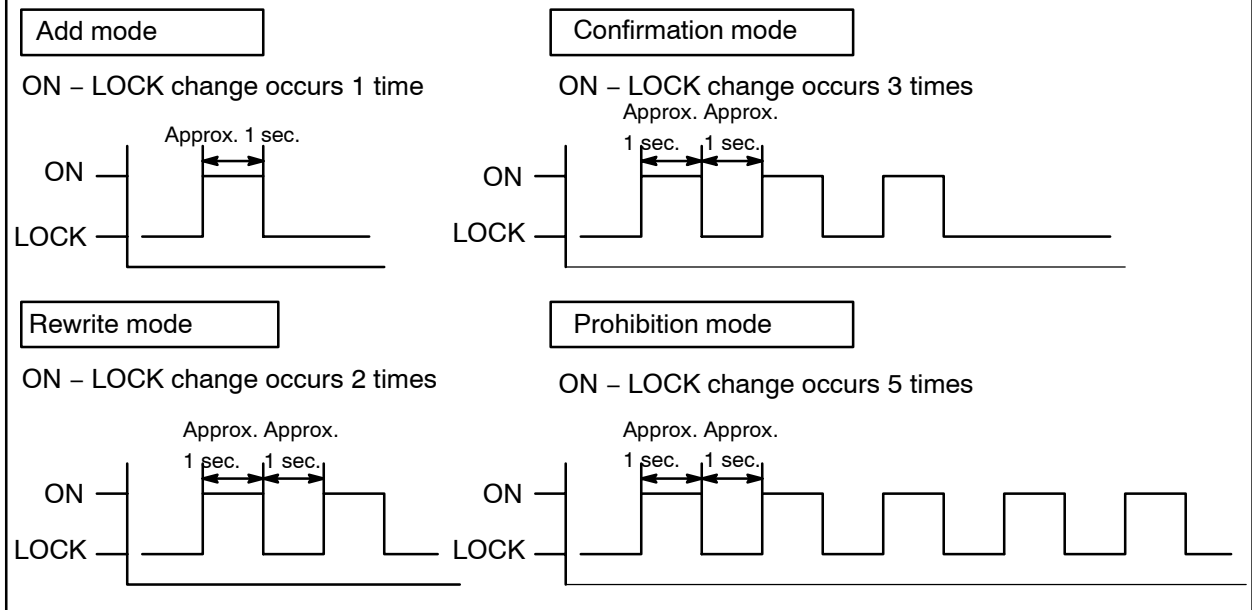 Add mode
ON – LOCK change occurs 1 time
Approx. 1 sec.
ON
LOCK
Confirmation mode
ON – LOCK change occurs 3 times
Approx. Approx.
1 sec. 1 sec.
ON
LOCK
Rewrite mode
ON – LOCK change occurs 2 times
Approx. Approx.
1 sec. 1 sec.
ON
LOCK
Prohibition mode
ON – LOCK change occurs 5 times
Approx. Approx.
1 sec. 1 sec.
ON
LOCK